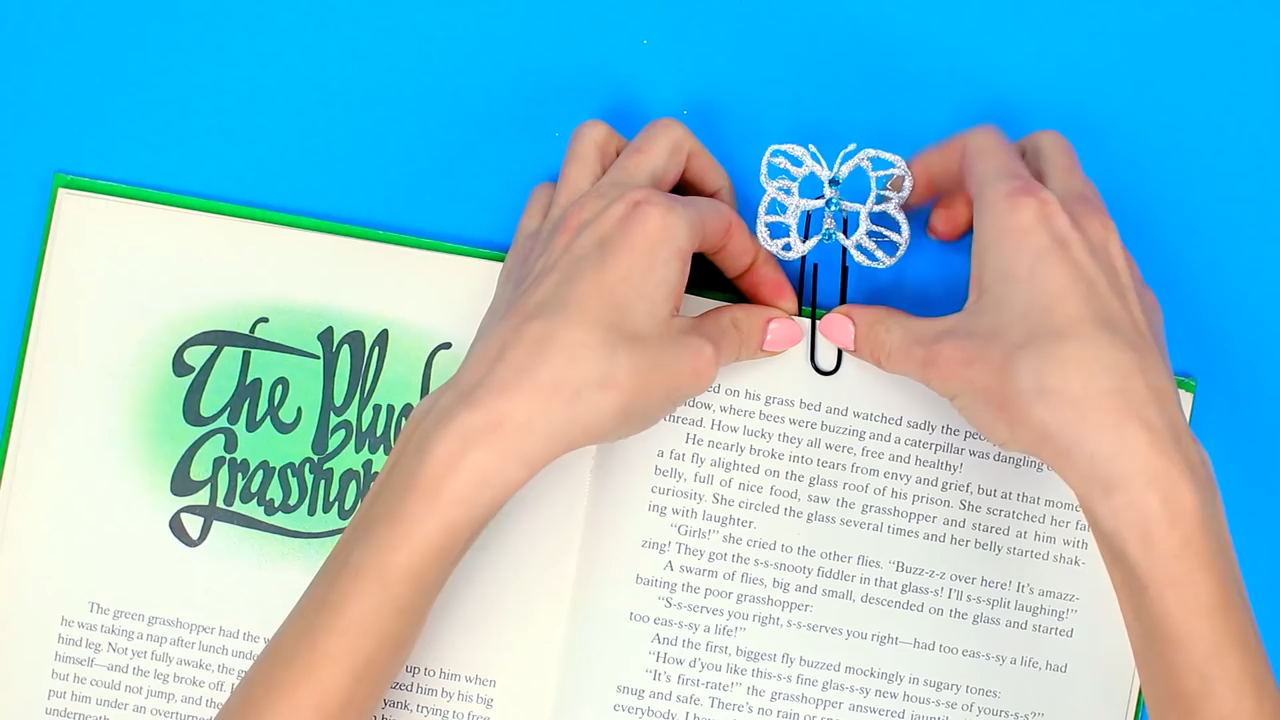 The
Grassho
The green grasshopper had the
he was taking a nap after lunch
hind leg. Not yet fully awake, the
himself—and the leg broke off.
but he could not jump, and
put him under an overturned
underneath
up to him when
him by his big
yank, trying to free
on his grass bed and watched sadly the
where bees were buzzing and a caterpillar was dangling
thread. How lucky they all were, free and healthy!
He nearly broke into tears from envy and grief, but at that
a fat fly alighted on the glass roof of his prison. She scratched her
belly, full of nice food, saw the grasshopper and stared at him with
curiosity. She circled the glass several times and her belly started shak-
ing with laughter.
“Girls!” she cried to the other flies. “Buzz-z-z over here! It’s amazz-
zing! They got the s-s-snooty fiddler in that glass-s! I’ll s-s-split laughing!”
A swarm of flies, big and small, descended on the glass and started
baiting the poor grasshopper:
“S-s-serves you right, s-s-serves you right—had too eas-s-sy a life, had
too eas-s-sy a life!”
And the first, biggest fly buzzed mockingly in sugary tones:
“How d’you like this-s-s fine glas-s-sy new hous-s-se of yours-s-s?”
“It’s first-rate!” the grasshopper answered
snug and safe. There’s no rain or
everybody. I